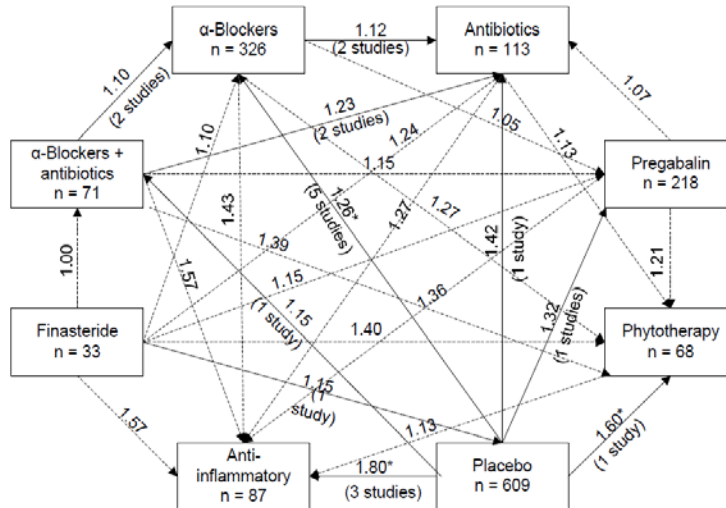 α-Blockers
n = 326
1.12
(2 studies)
Antibiotics
n = 113
1.10
(2 studies)
1.10
1.23
(2 studies)
1.24
1.05
1.13
1.07
α-Blockers +
antibiotics
n = 71
1.15
Pregabalin
n = 218
1.43
1.26*
(5 studies)
1.27
1.27
1.42
(1 study)
1.00
1.57
1.39
1.15
1.15
(1 study)
1.36
1.32
(1 studies)
1.21
Finasteride
n = 33
1.40
Phytotherapy
n = 68
1.57
1.15
(1
study)
1.13
1.60*
(1 study)
Anti-
inflammatory
n = 87
1.80*
(3 studies)
Placebo
n = 609